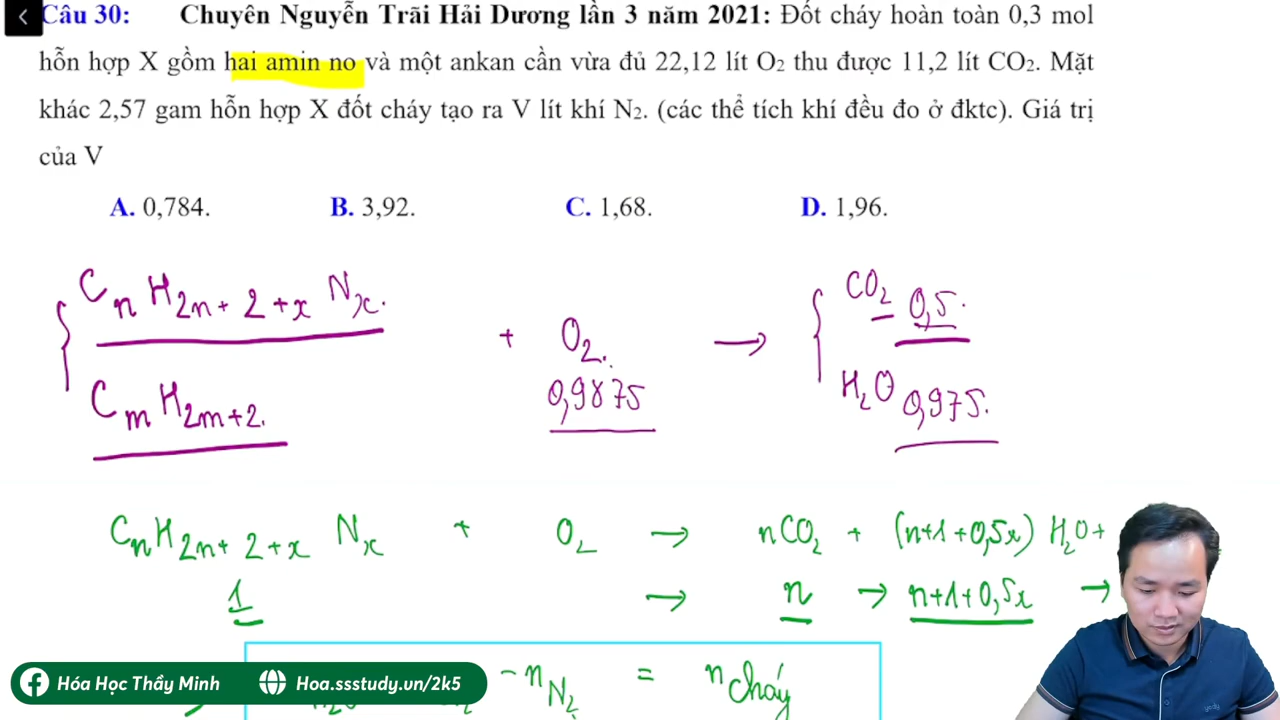 Câu 30: Chuyên Nguyễn Trãi Hải Dương lần 3 năm 2021: Đốt cháy hoàn toàn 0,3 mol
hỗn hợp X gồm hai amin no và một ankan cần vừa đủ 22,12 lít O₂ thu được 11,2 lít CO₂. Mặt
khác 2,57 gam hỗn hợp X đốt cháy tạo ra V lít khí N₂. (các thể tích khí đều đo ở đktc). Giá trị
của V
A. 0,784. B. 3,92. C. 1,68. D. 1,96.
CnH2n+2+x Nx.
CmH2m+2.
+ O₂. → 
0,9875
CO₂ 0,5.
H₂O 0,975.
CnH2n+2+x Nx + O₂ → nCO₂ + (n+1+0,5x) H₂O +
1 → n → n+1+0,5x →
- nN₂ = ncháy
Hóa Học Thầy Minh
Hoa.ssstudy.vn/2k5